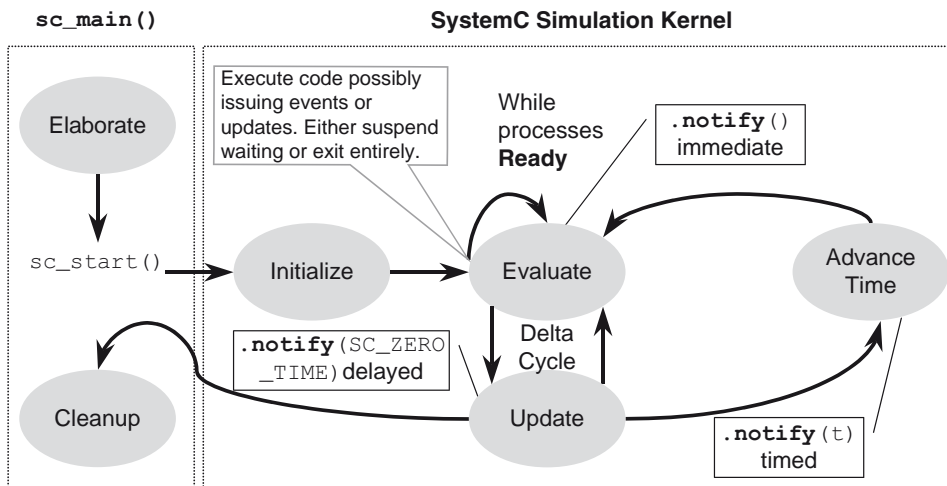 sc_main()
SystemC Simulation Kernel
Elaborate
sc_start()
Cleanup
Execute code possibly
issuing events or
updates. Either suspend
waiting or exit entirely.
While
processes
Ready
.notify()
immediate
Initialize
Evaluate
Advance
Time
.notify(SC_ZERO
_TIME)delayed
Delta
Cycle
Update
.notify(t)
timed